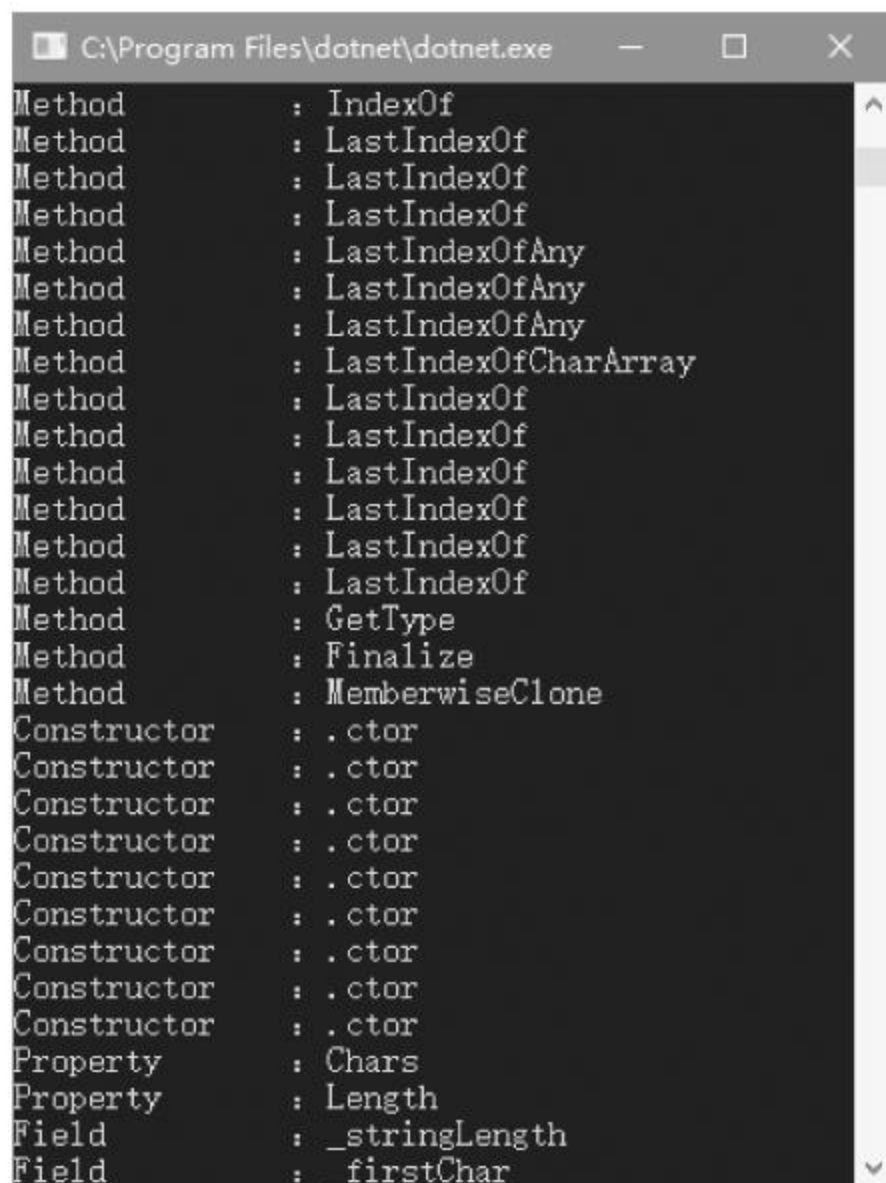 C:\Program Files\dotnet\dotnet.exe
Method : IndexOf
Method : LastIndexOf
Method : LastIndexOf
Method : LastIndexOf
Method : LastIndexOfAny
Method : LastIndexOfAny
Method : LastIndexOfAny
Method : LastIndexOfCharArray
Method : LastIndexOf
Method : LastIndexOf
Method : LastIndexOf
Method : LastIndexOf
Method : LastIndexOf
Method : LastIndexOf
Method : GetType
Method : Finalize
Method : MemberwiseClone
Constructor : .ctor
Constructor : .ctor
Constructor : .ctor
Constructor : .ctor
Constructor : .ctor
Constructor : .ctor
Constructor : .ctor
Constructor : .ctor
Constructor : .ctor
Property : Chars
Property : Length
Field : _stringLength
Field : _firstChar